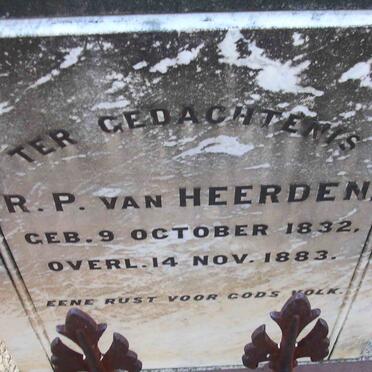 TER GEDACHTENIS
R.P. VAN HEERDEN,
GEB. 9 OCTOBER 1832,
OVERL. 14 NOV. 1883.
EENE RUST VOOR GODS VOLK.